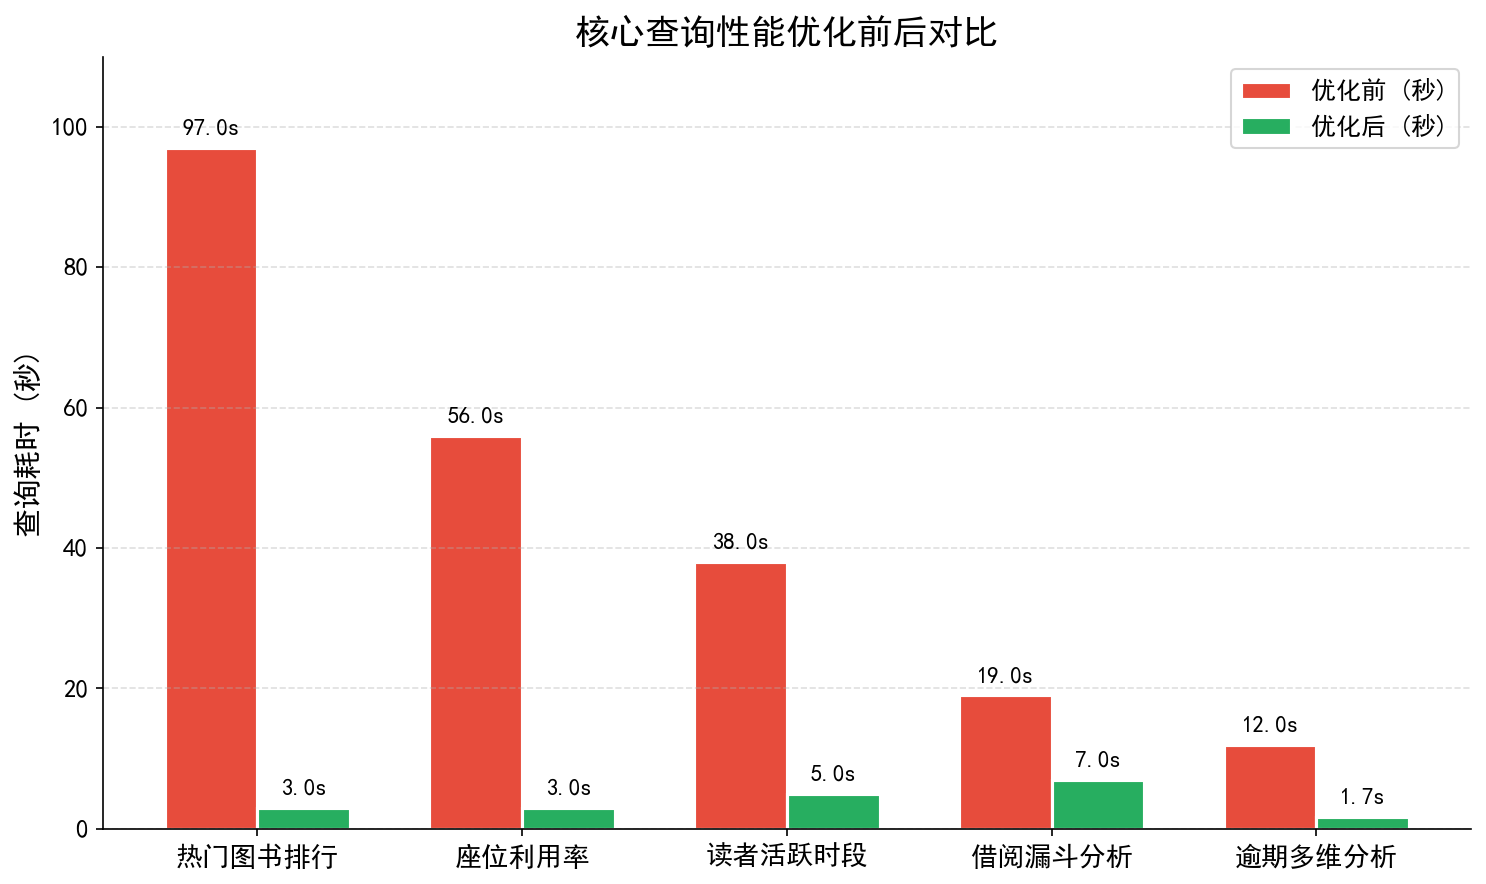 核心查询性能优化前后对比
优化前（秒）
优化后（秒）
查询耗时（秒）
100
80
60
40
20
0
97.0s
3.0s
56.0s
3.0s
38.0s
5.0s
19.0s
7.0s
12.0s
1.7s
热门图书排行
座位利用率
读者活跃时段
借阅漏斗分析
逾期多维分析